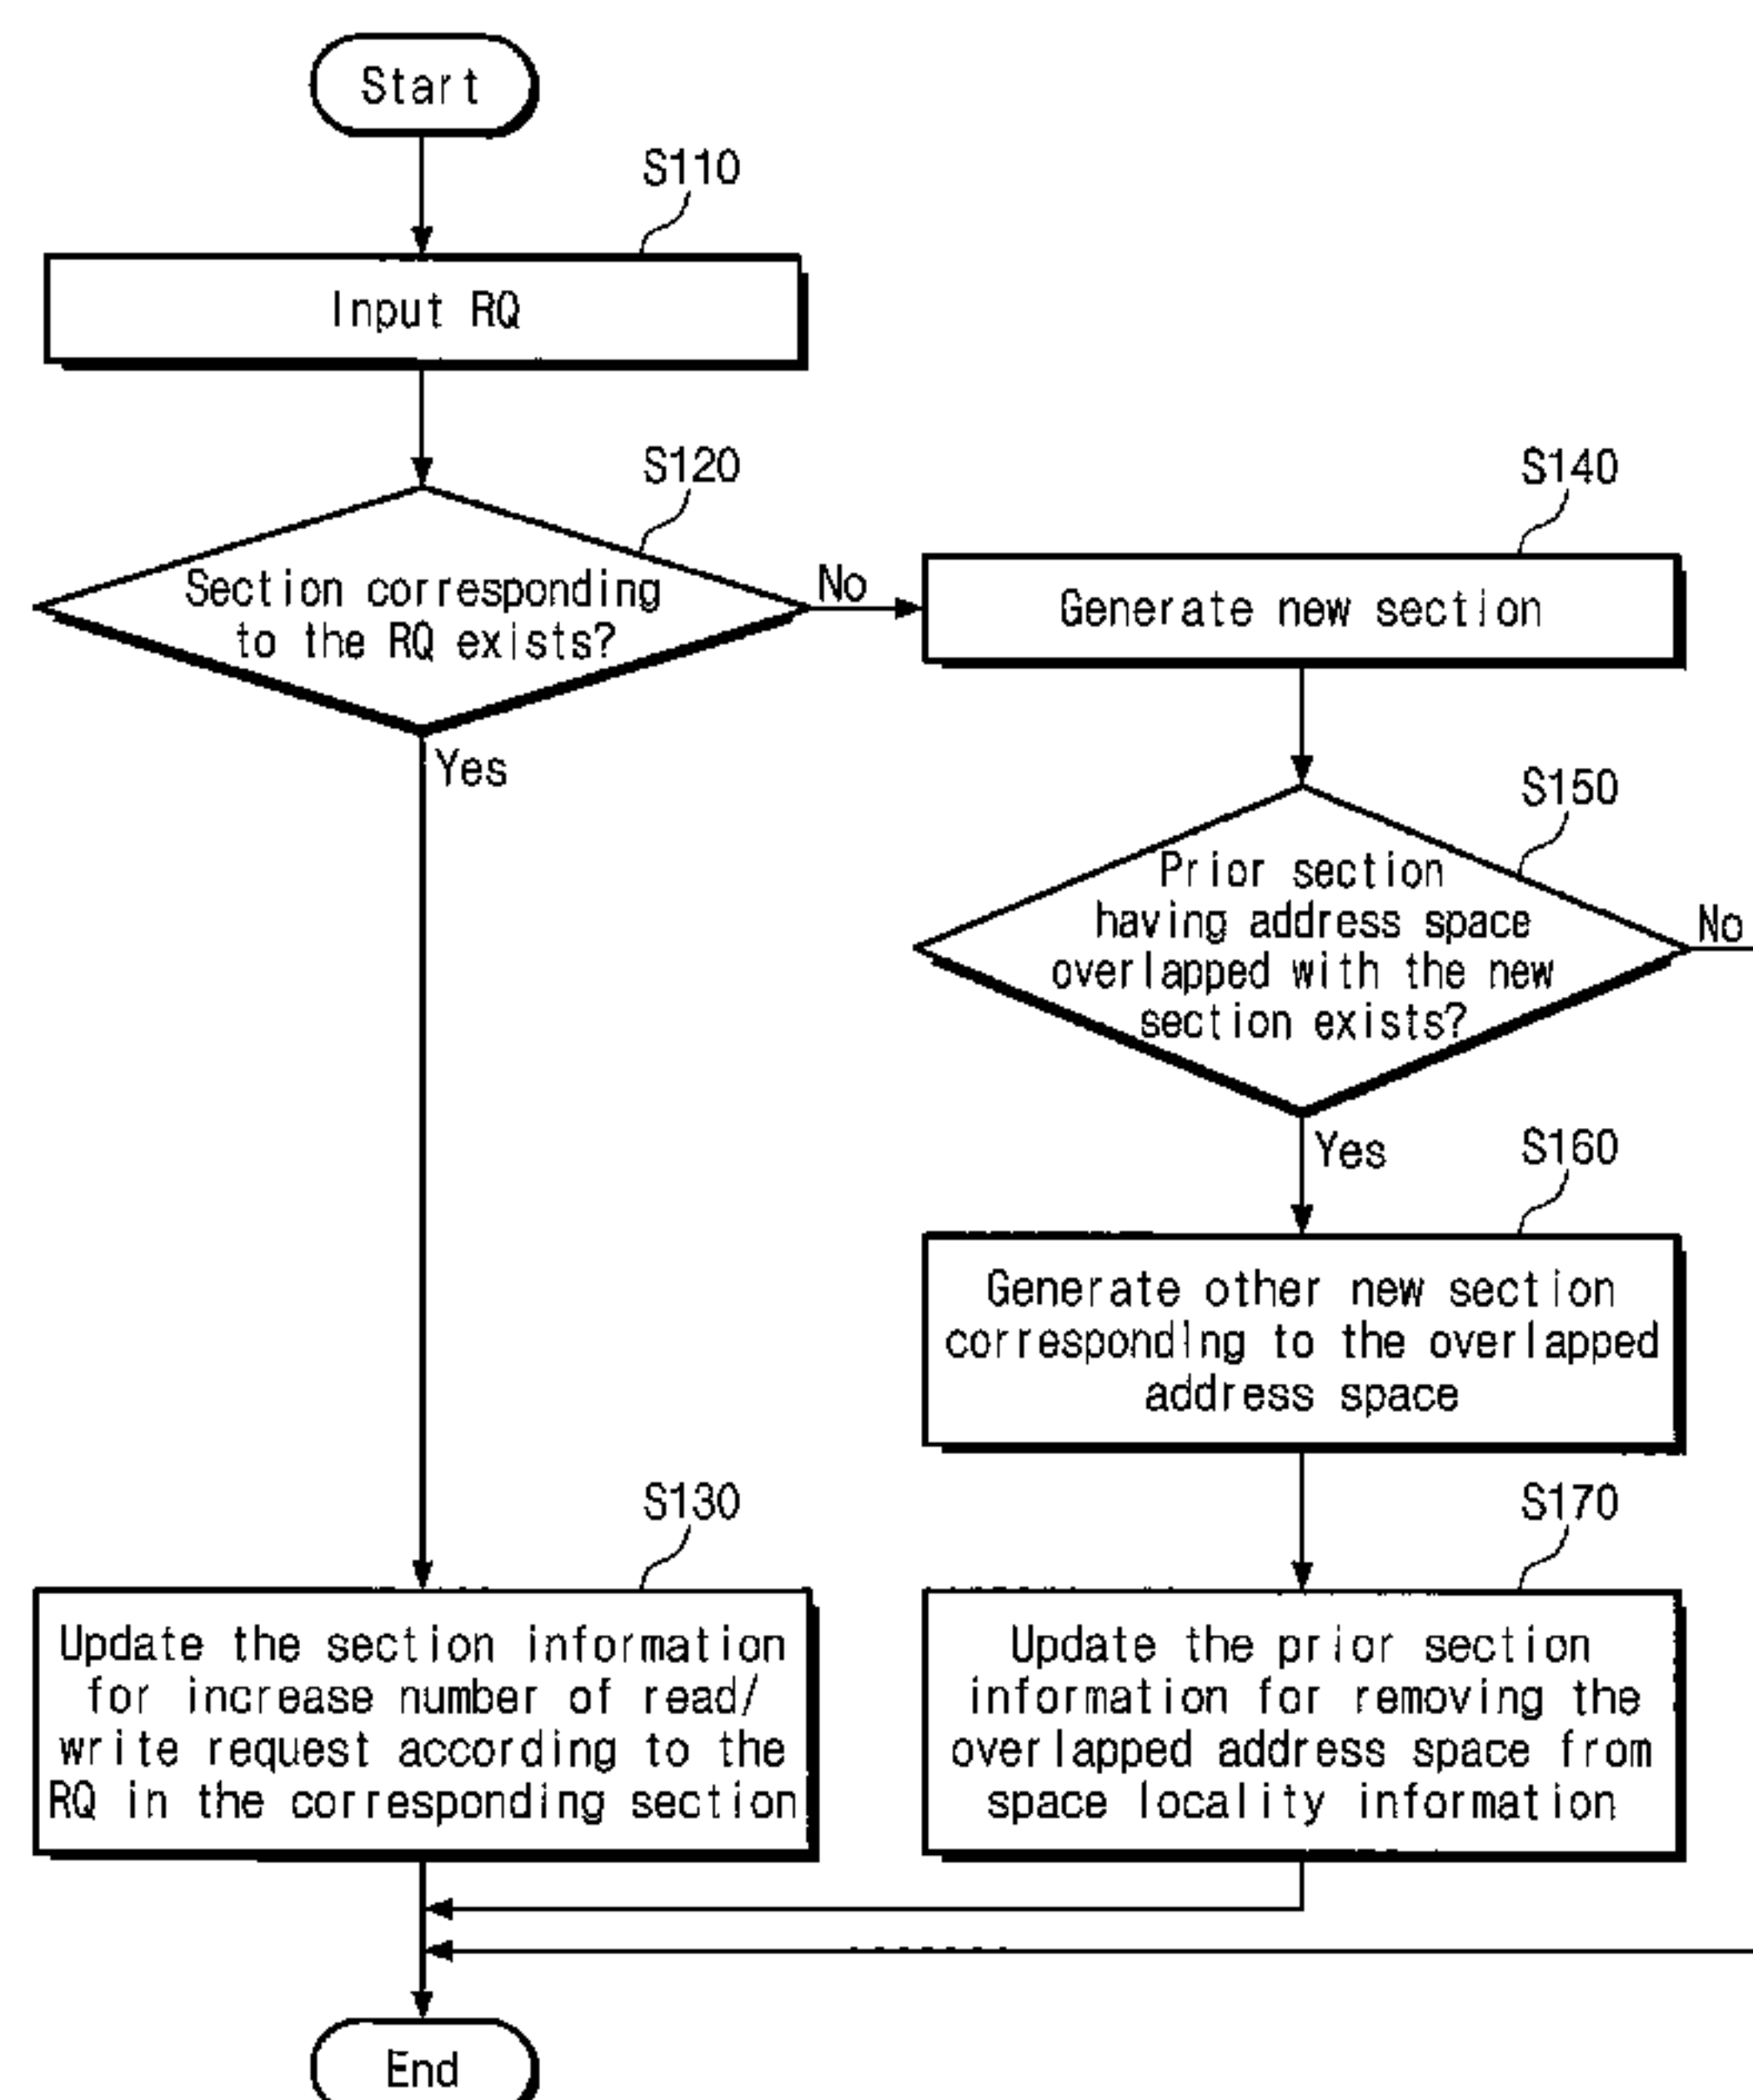 Start
S110
Input RQ
S120
Section corresponding
to the RQ exists?
No
Yes
S140
Generate new section
S150
Prior section
having address space
overlapped with the new
section exists?
No
Yes
S160
Generate other new section
corresponding to the overlapped
address space
S130
Update the section information
for increase number of read/
write request according to the
RQ in the corresponding section
S170
Update the prior section
information for removing the
overlapped address space from
space locality information
End